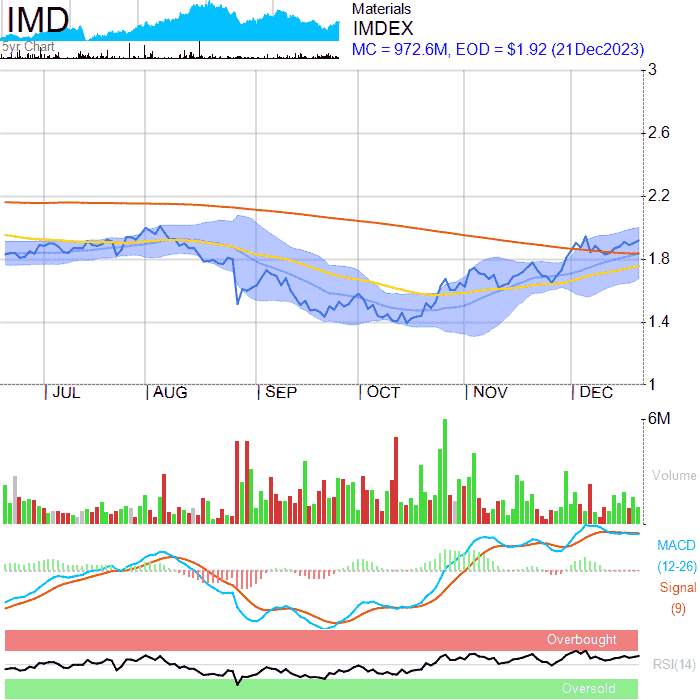 IMD
5yr Chart
Materials
IMDEX
MC = 972.6M, EOD = $1.92 (21Dec2023)
3
2.6
2.2
1.8
1.4
1
JUL AUG SEP OCT NOV DEC
6M
Volume
MACD
(12-26)
Signal
(9)
Overbought
RSI(14)
Oversold